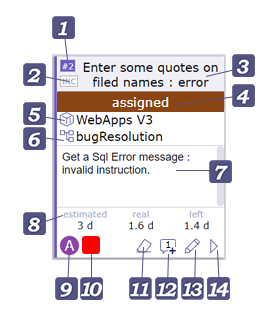 1
#2
Enter some quotes on
2
INC
filed names : error
3
assigned
4
5
WebApps V3
6
bugResolution
Get a Sql Error message :
invalid instruction.
7
8
estimated real left
3 d 1.6 d 1.4 d
A
1
9 10 11 12 13 14